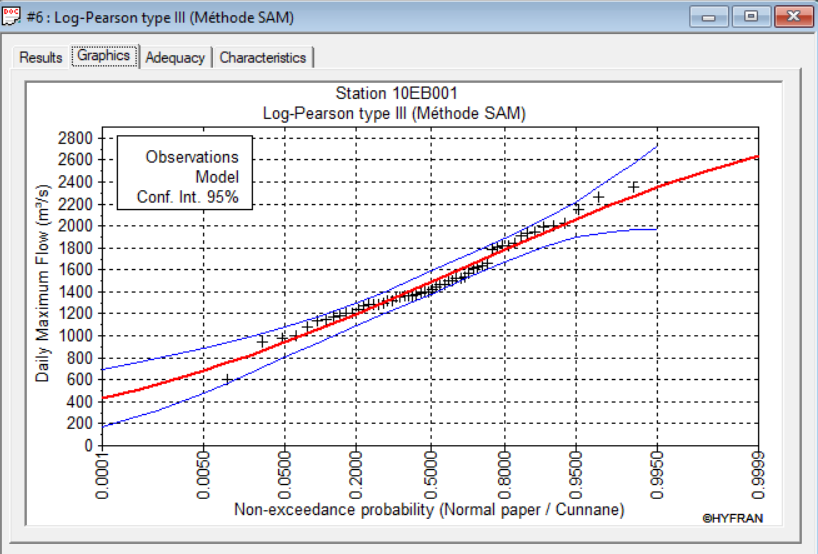 #6 : Log-Pearson type III (Méthode SAM)
Results Graphics Adequacy Characteristics
Station 10EB001
Log-Pearson type III (Méthode SAM)
2800
2600
2400
2200
2000
1800
1600
1400
1200
1000
800
600
400
200
0
Observations
Model
Conf. Int. 95%
Daily Maximum Flow (m³/s)
0.0001 0.0050 0.0500 0.2000 0.5000 0.8000 0.9500 0.9950 0.9999
Non-exceedance probability (Normal paper / Cunnane)
©HYFRAN